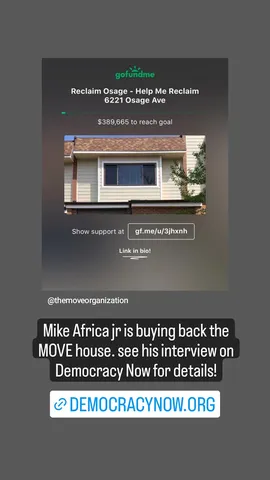 gofundme
Reclaim Osage - Help Me Reclaim
6221 Osage Ave
$389,665 to reach goal
Show support at gf.me/u/3jhxnh
Link in bio!
@themoveorganization
Mike Africa jr is buying back the
MOVE house. see his interview on
Democracy Now for details!
DEMOCRACYNOW.ORG